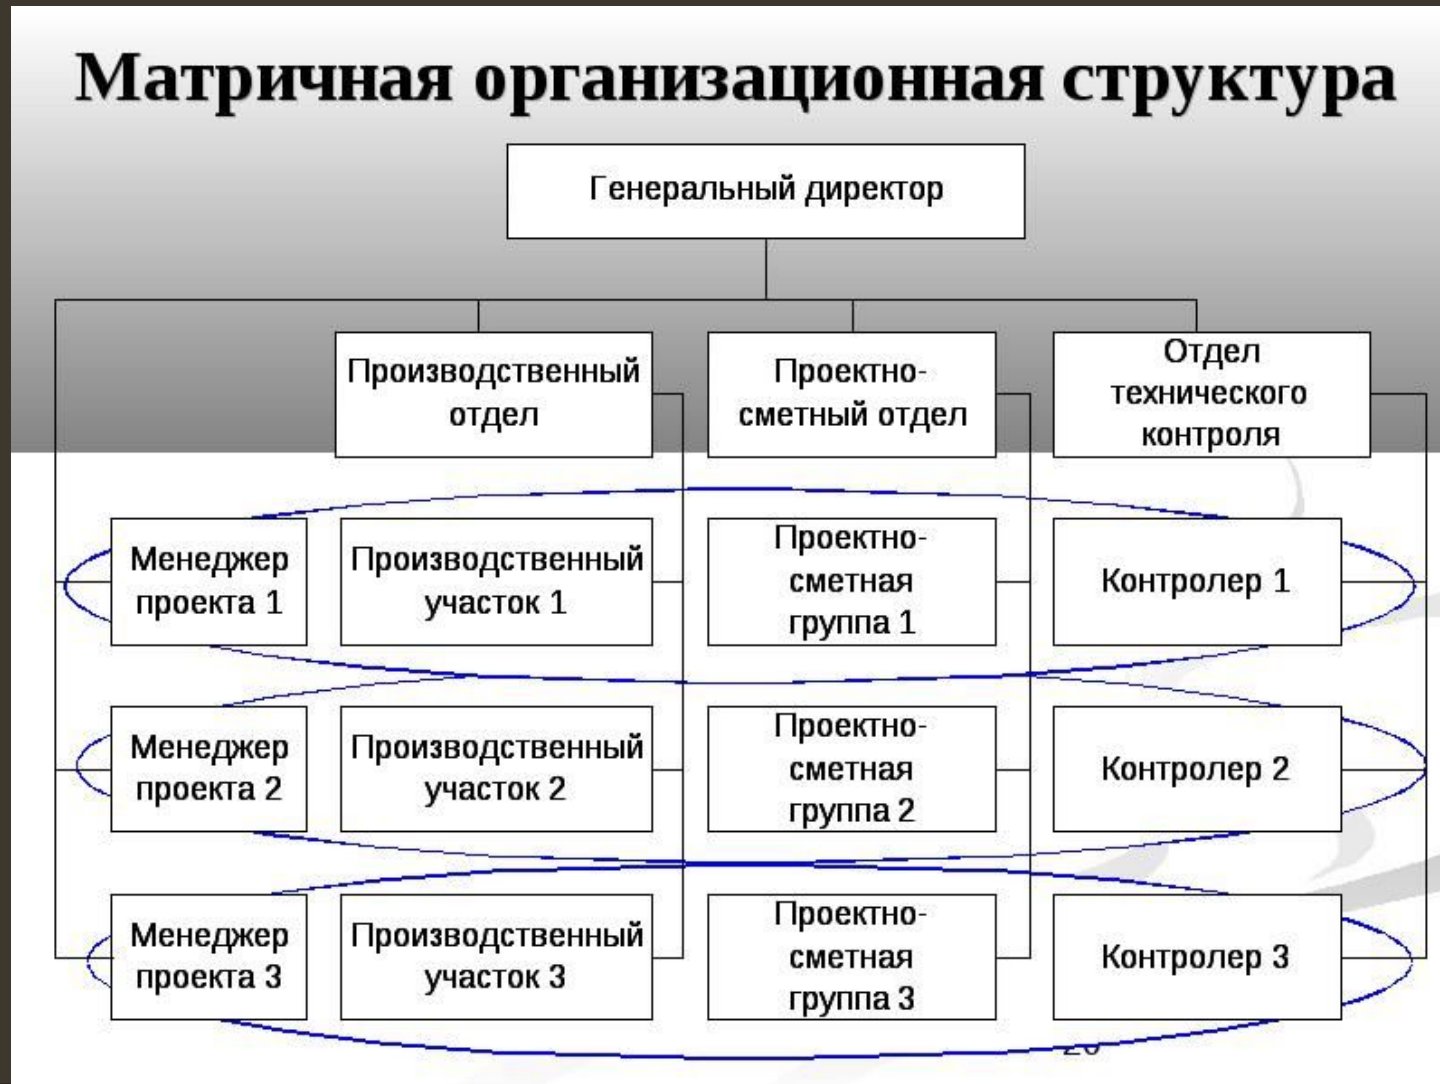 Матричная организационная структура
Генеральный директор
Производственный
отдел
Проектно-
сметный отдел
Отдел
технического
контроля
Менеджер
проекта 1
Производственный
участок 1
Проектно-
сметная
группа 1
Контролер 1
Менеджер
проекта 2
Производственный
участок 2
Проектно-
сметная
группа 2
Контролер 2
Менеджер
проекта 3
Производственный
участок 3
Проектно-
сметная
группа 3
Контролер 3